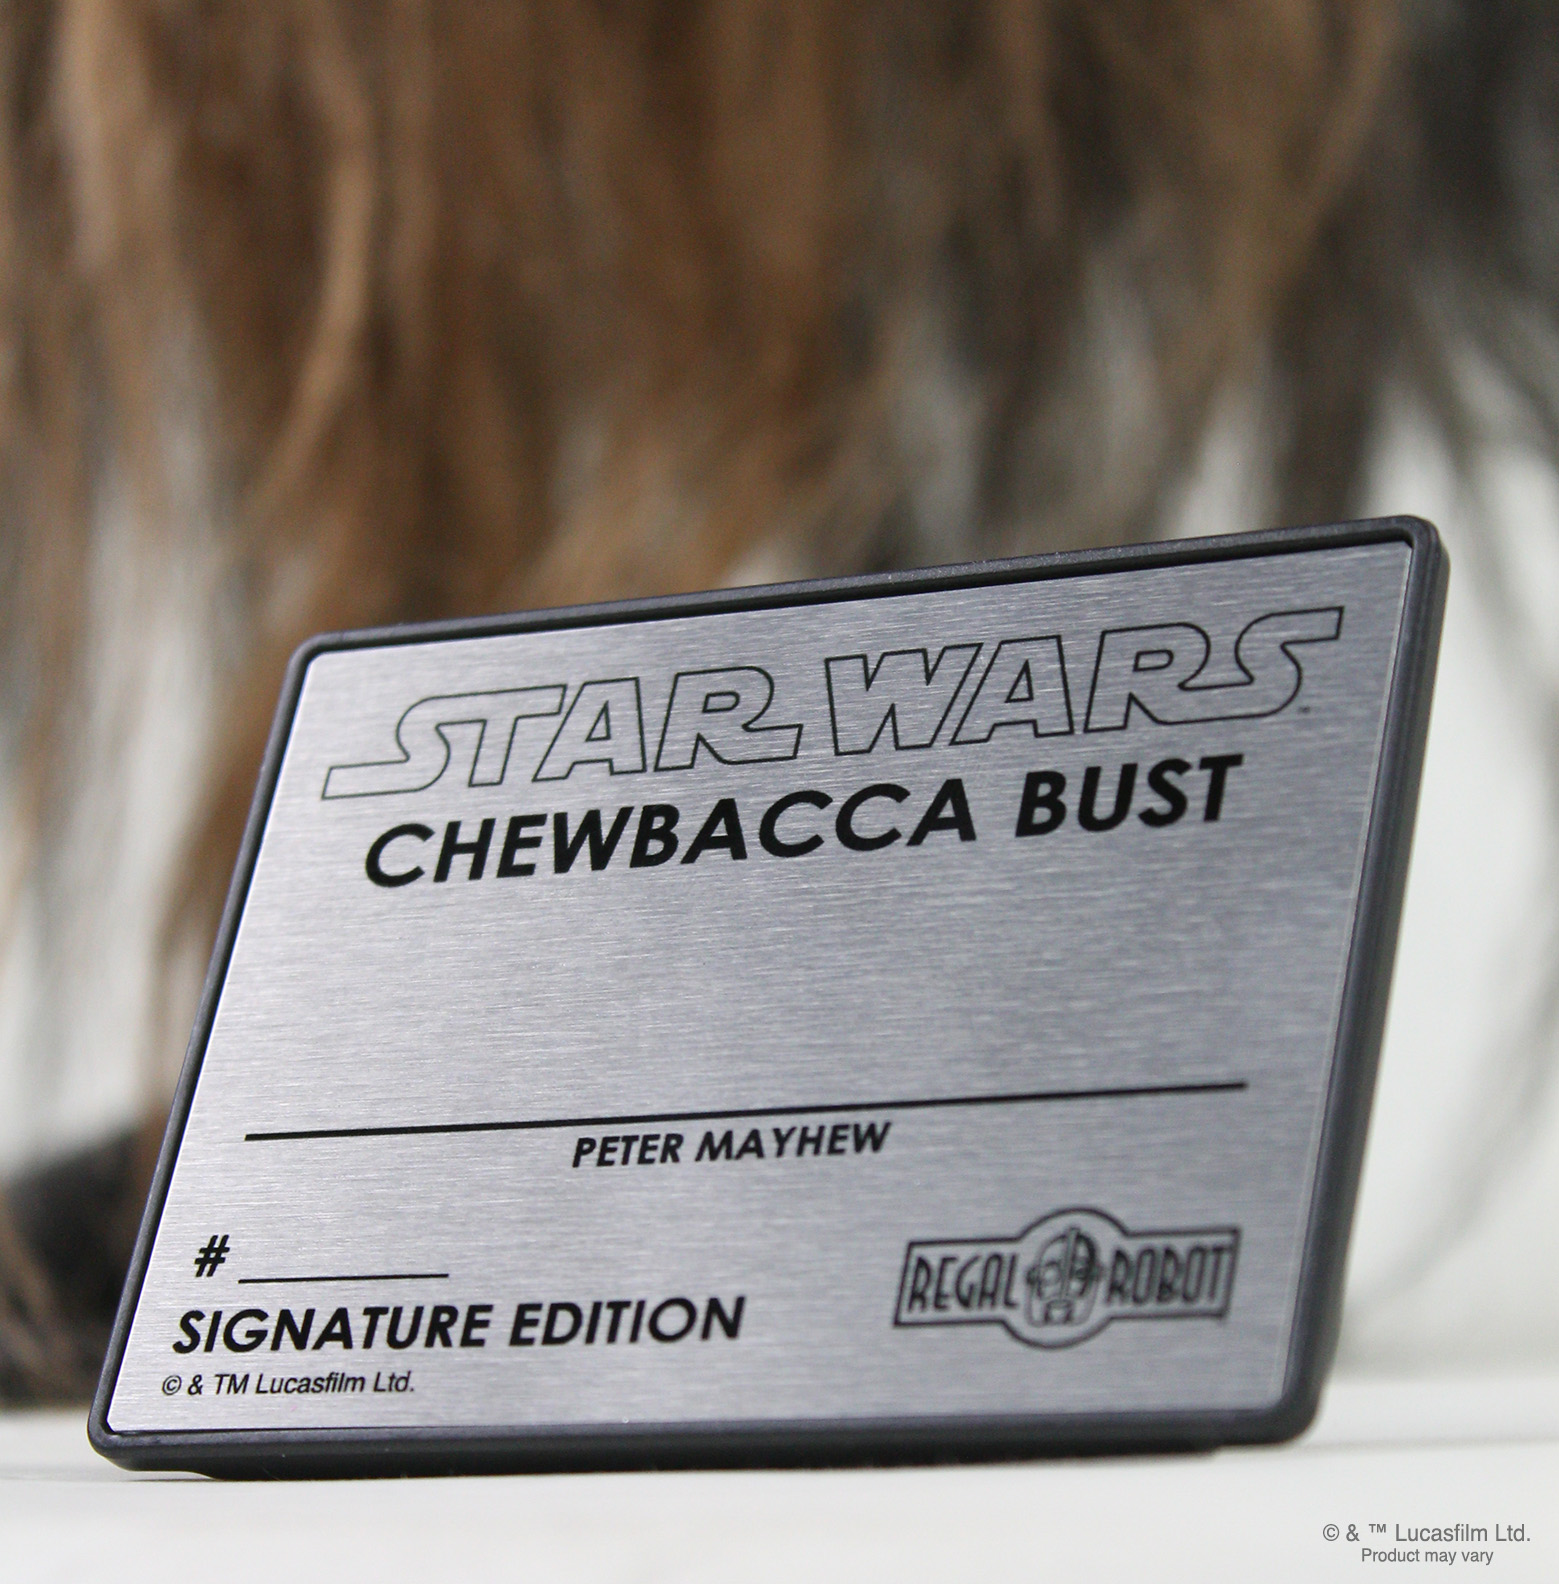 STAR WARS
CHEWBACCA BUST
PETER MAYHEW
# 
SIGNATURE EDITION
© & TM Lucasfilm Ltd.
REGAL ROBOT
© & ™ Lucasfilm Ltd.
Product may vary